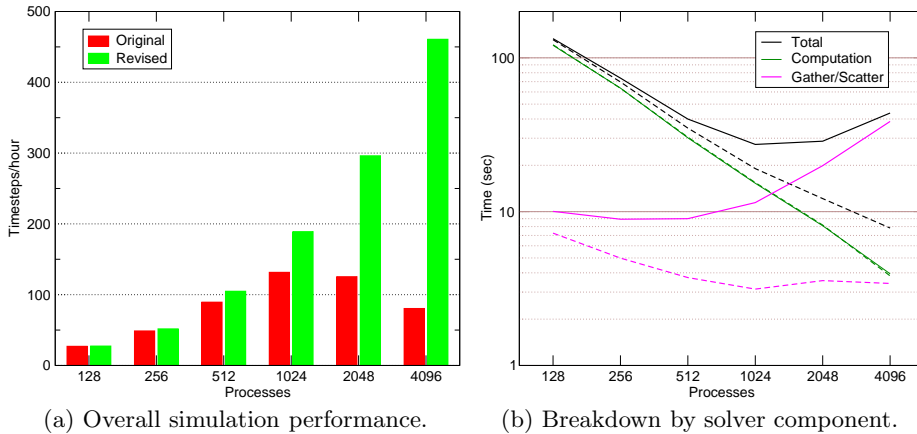 500
400
300
200
100
0
Timesteps/hour
Original
Revised
128 256 512 1024 2048 4096
Processes
(a) Overall simulation performance.
100
10
1
Time (sec)
Total
Computation
Gather/Scatter
128 256 512 1024 2048 4096
Processes
(b) Breakdown by solver component.